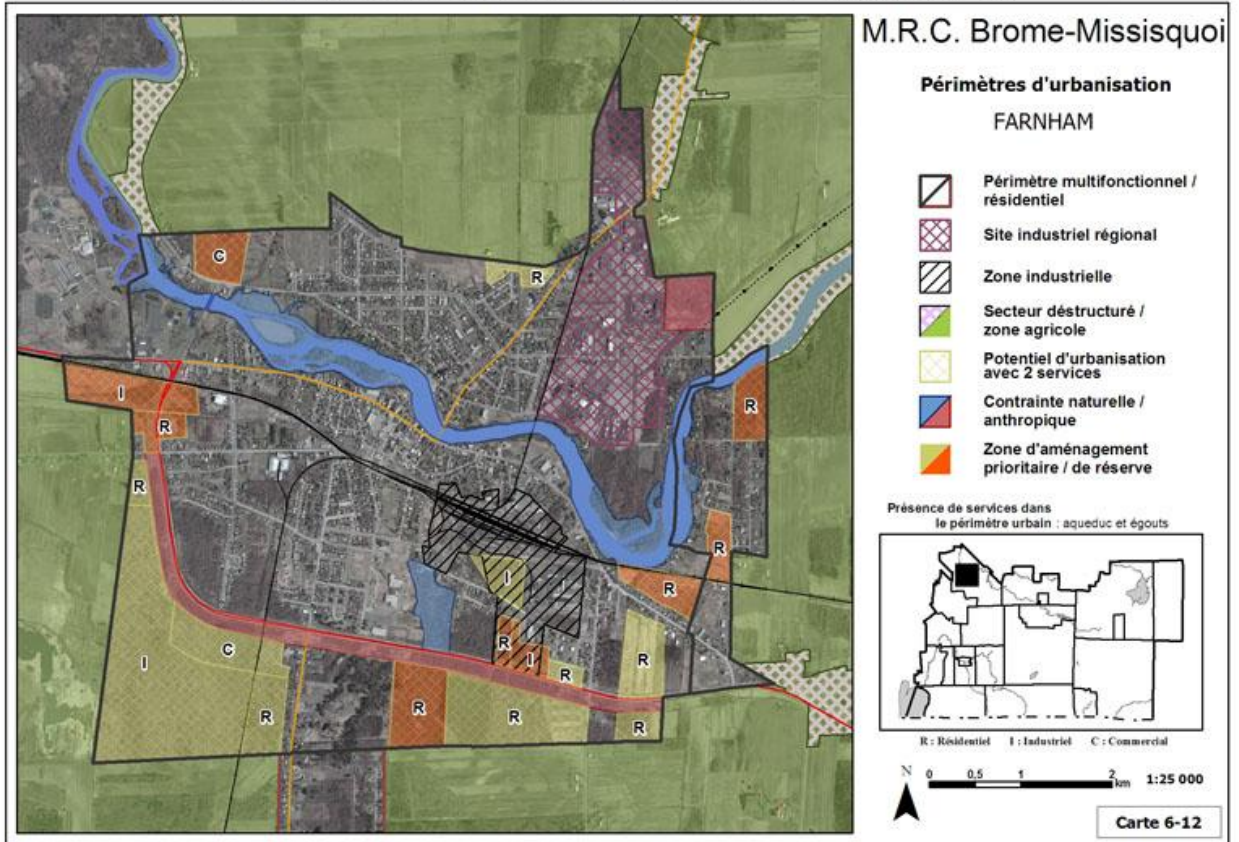 M.R.C. Brome-Missisquoi
Périmètres d'urbanisation
FARNHAM
Périmètre multifonctionnel /
résidentiel
Site industriel régional
Zone industrielle
Secteur déstructuré /
zone agricole
Potentiel d'urbanisation
avec 2 services
Contrainte naturelle /
anthropique
Zone d'aménagement
prioritaire / de réserve
Présence de services dans
le périmètre urbain : aqueduc et égouts
R : Résidentiel I : Industriel C : Commercial
N
0 0,5 1 2
km
1:25 000
Carte 6-12
C
R
I
R
R
R
R
I
R
I
R
I
R
I
C
R
R
R
R
R